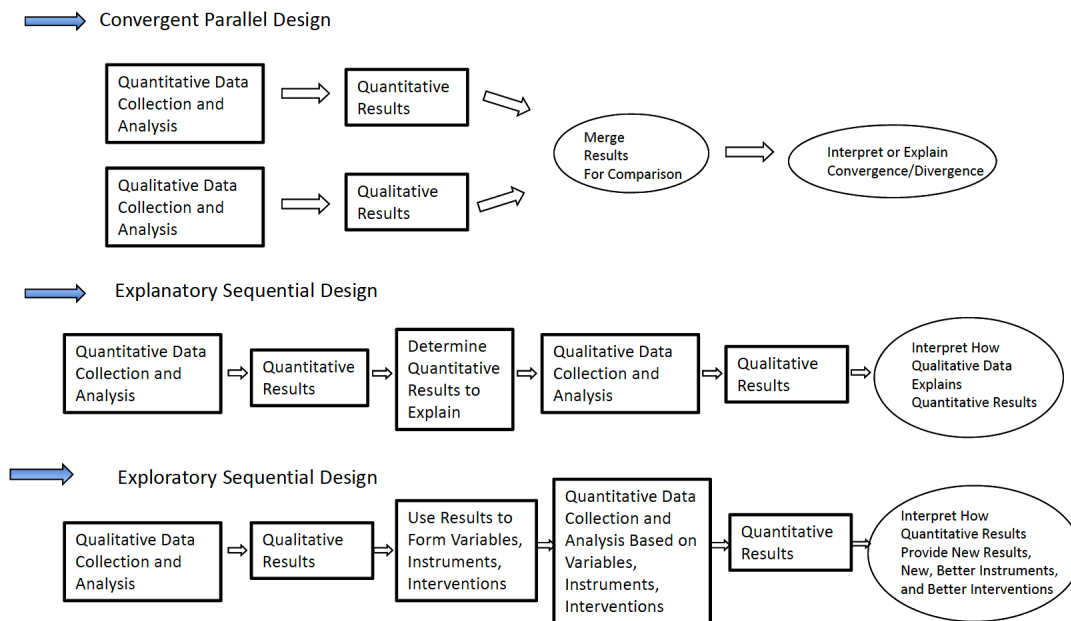 Convergent Parallel Design
Quantitative Data
Collection and
Analysis
Quantitative
Results
Qualitative Data
Collection and
Analysis
Qualitative
Results
Merge
Results
For Comparison
Interpret or Explain
Convergence/Divergence
Explanatory Sequential Design
Quantitative Data
Collection and
Analysis
Quantitative
Results
Determine
Quantitative
Results to
Explain
Qualitative Data
Collection and
Analysis
Qualitative
Results
Interpret How
Qualitative Data
Explains
Quantitative Results
Exploratory Sequential Design
Qualitative Data
Collection and
Analysis
Qualitative
Results
Use Results to
Form Variables,
Instruments,
Interventions
Quantitative Data
Collection and
Analysis Based on
Variables,
Instruments,
Interventions
Quantitative
Results
Interpret How
Quantitative Results
Provide New Results,
New, Better Instruments,
and Better Interventions